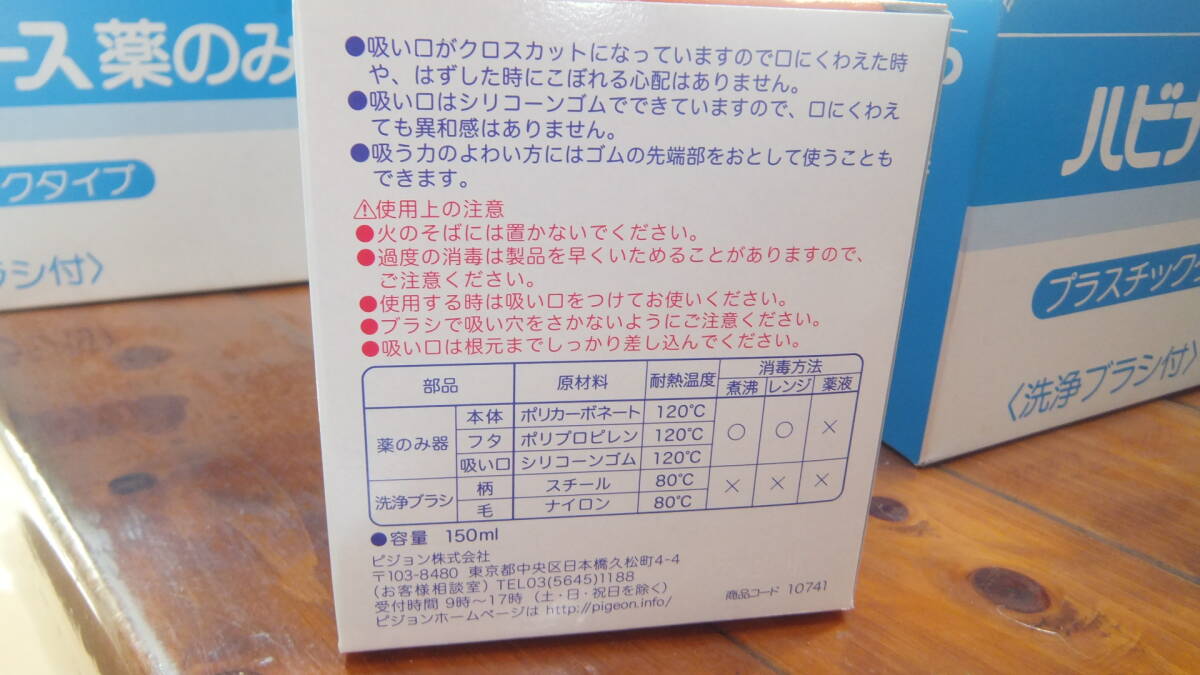 ース薬のみ
クタイプ
ラシ付〉
●吸い口がクロスカットになっていますので口にくわえた時
や、はずした時にこぼれる心配はありません。
●吸い口はシリコーンゴムでできていますので、口にくわえ
ても異和感はありません。
●吸う力のよわい方にはゴムの先端部をおとして使うことも
できます。
⚠使用上の注意
●火のそばには置かないでください。
●過度の消毒は製品を早くいためることがありますので、
ご注意ください。
●使用する時は吸い口をつけてお使いください。
●ブラシで吸い穴をさかないようにご注意ください。
●吸い口は根元までしっかり差し込んでください。
部品 原材料 耐熱温度 消毒方法
煮沸 レンジ 薬液
薬のみ器 本体 ポリカーボネート 120℃ ○ ○ ×
フタ ポリプロピレン 120℃
吸い口 シリコーンゴム 120℃
洗浄ブラシ 柄 スチール 80℃ × × ×
毛 ナイロン 80℃
●容量 150ml
ピジョン株式会社
〒103-8480 東京都中央区日本橋久松町4-4
(お客様相談室) TEL03(5645)1188
受付時間 9時〜17時 (土・日・祝日を除く)
ピジョンホームページは http://pigeon.info/
商品コード 10741
ハビナ
プラスチック
〈洗浄ブラシ付〉